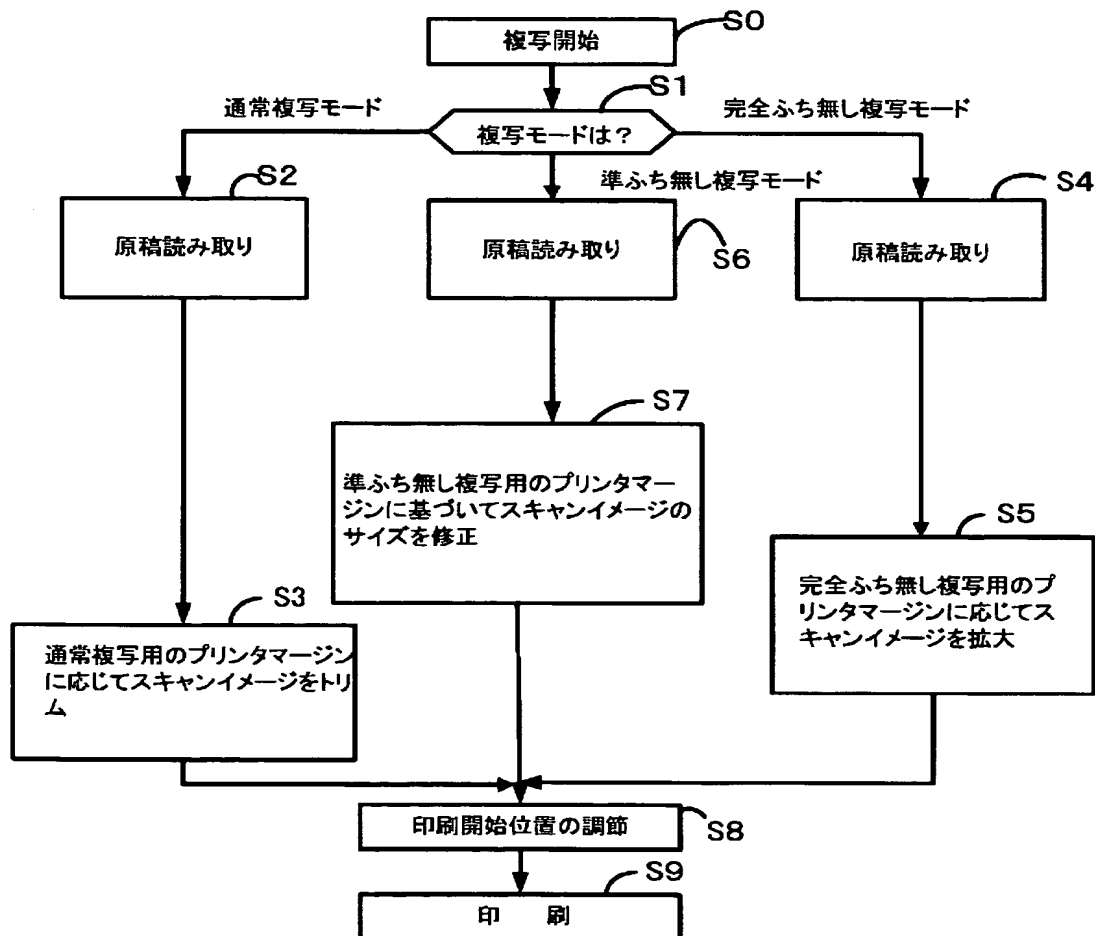 複写開始
S0
S1
通常複写モード
完全ふち無し複写モード
複写モードは?
S2
準ふち無し複写モード
S4
原稿読み取り
原稿読み取り
S6
原稿読み取り
S7
準ふち無し複写用のプリンタマー
ジンに基づいてスキャンイメージの
サイズを修正
S5
完全ふち無し複写用のプ
リンタマージンに応じてス
キャンイメージを拡大
S3
通常複写用のプリンタマージン
に応じてスキャンイメージをトリ
ム
印刷開始位置の調節
S8
S9
印 刷